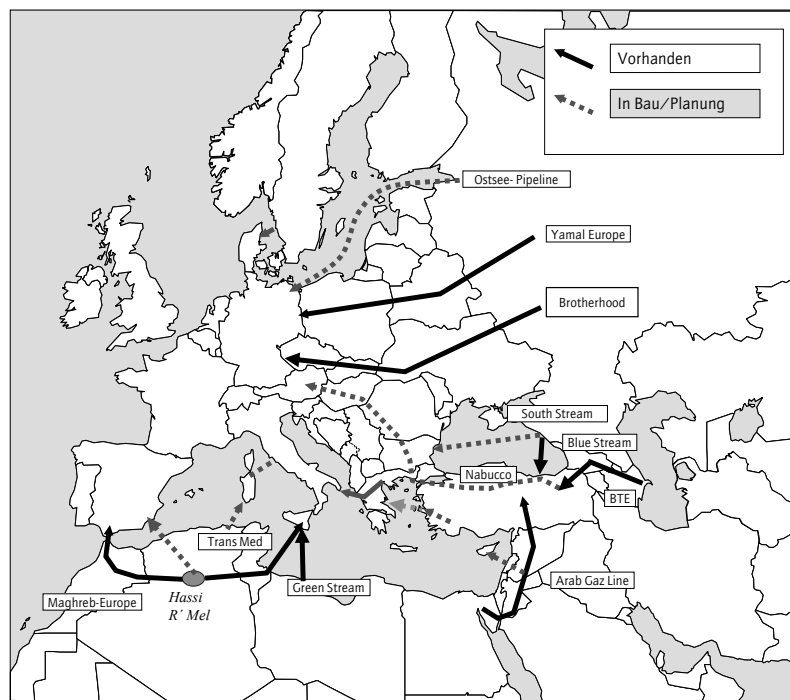 Vorhanden
In Bau/Planung
Ostsee- Pipeline
Yamal Europe
Brotherhood
South Stream
Blue Stream
Nabucco
BTE
Trans Med
Arab Gaz Line
Green Stream
Maghreb-Europe
Hassi
R´ Mel